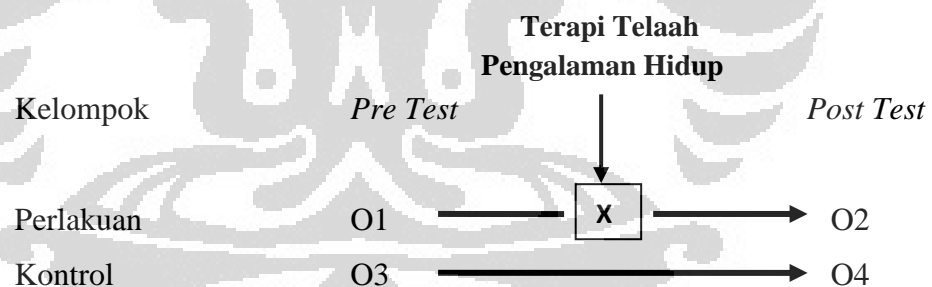 Terapi Telaah
Pengalaman Hidup
Kelompok Pre Test Post Test
X
Perlakuan O1 O2
Kontrol O3 O4